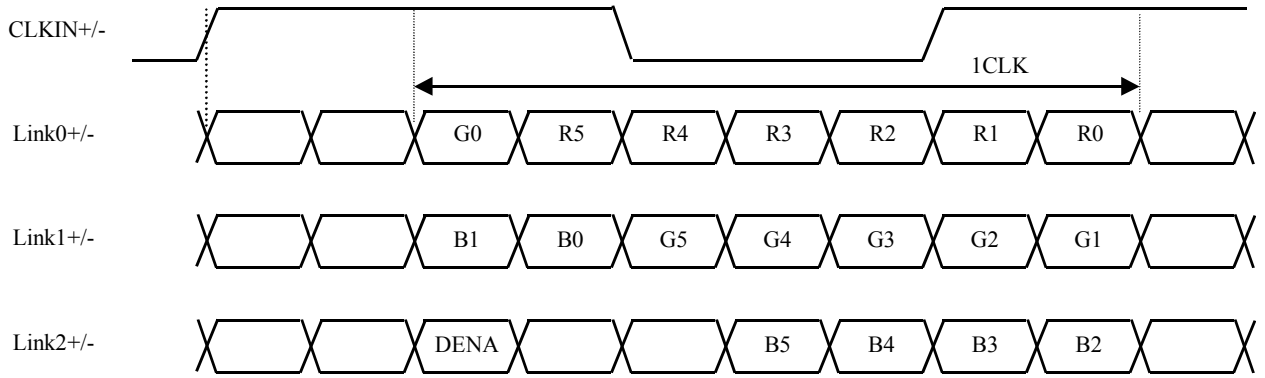 CLKIN+/-
1CLK
Link0+/- G0 R5 R4 R3 R2 R1 R0
Link1+/- B1 B0 G5 G4 G3 G2 G1
Link2+/- DENA B5 B4 B3 B2